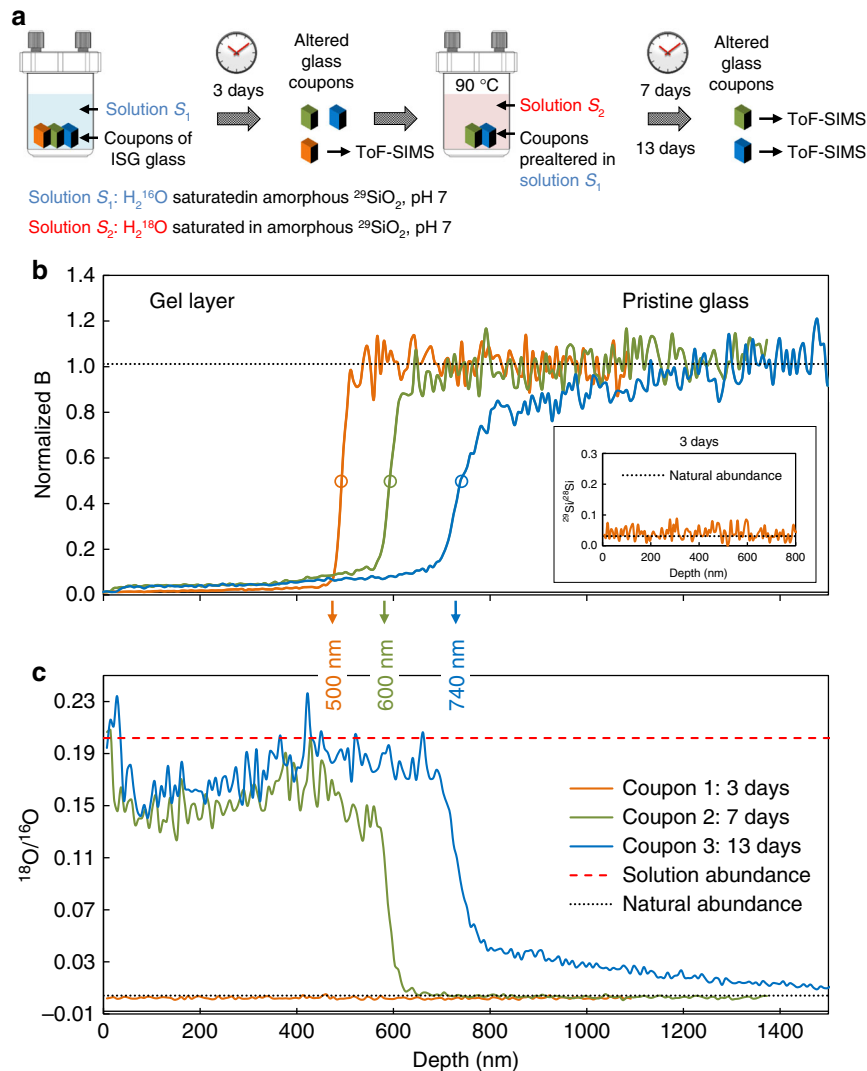 a
3 days
Altered
glass
coupons
90 °C
7 days
13 days
Altered
glass
coupons
Solution S₁
Coupons of
ISG glass
ToF-SIMS
Solution S₂
Coupons
prealtered in
solution S₁
ToF-SIMS
ToF-SIMS
Solution S₁: H₂¹⁶O saturatedin amorphous ²⁹SiO₂, pH 7
Solution S₂: H₂¹⁸O saturated in amorphous ²⁹SiO₂, pH 7
b
Gel layer
Pristine glass
Normalized B
1.4
1.2
1.0
0.8
0.6
0.4
0.2
0.0
3 days
Natural abundance
²⁹Si/²⁸Si
0.3
0.2
0.1
0.0
0 200 400 600 800
Depth (nm)
500 nm
600 nm
740 nm
c
¹⁸O/¹⁶O
0.23
0.19
0.15
0.11
0.07
0.03
–0.01
Coupon 1: 3 days
Coupon 2: 7 days
Coupon 3: 13 days
Solution abundance
Natural abundance
0 200 400 600 800 1000 1200 1400
Depth (nm)